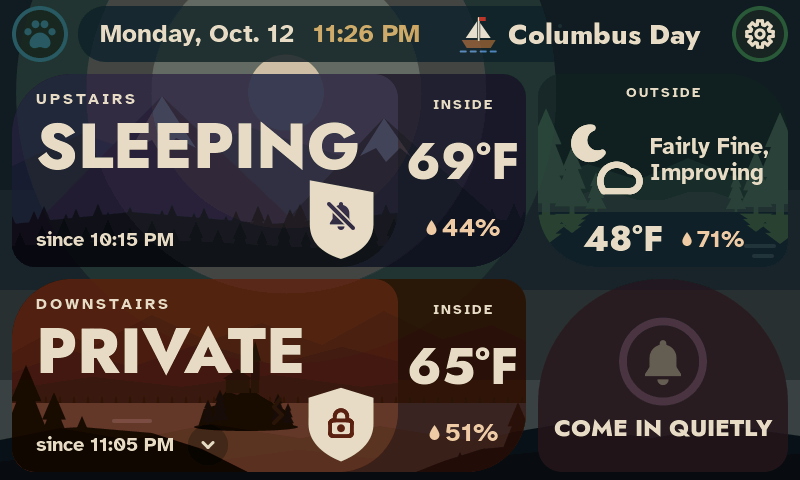 Monday, Oct. 12 11:26 PM Columbus Day
UPSTAIRS
SLEEPING
since 10:15 PM
INSIDE
69°F
44%
OUTSIDE
Fairly Fine,
Improving
48°F 71%
DOWNSTAIRS
PRIVATE
since 11:05 PM
INSIDE
65°F
51%
COME IN QUIETLY